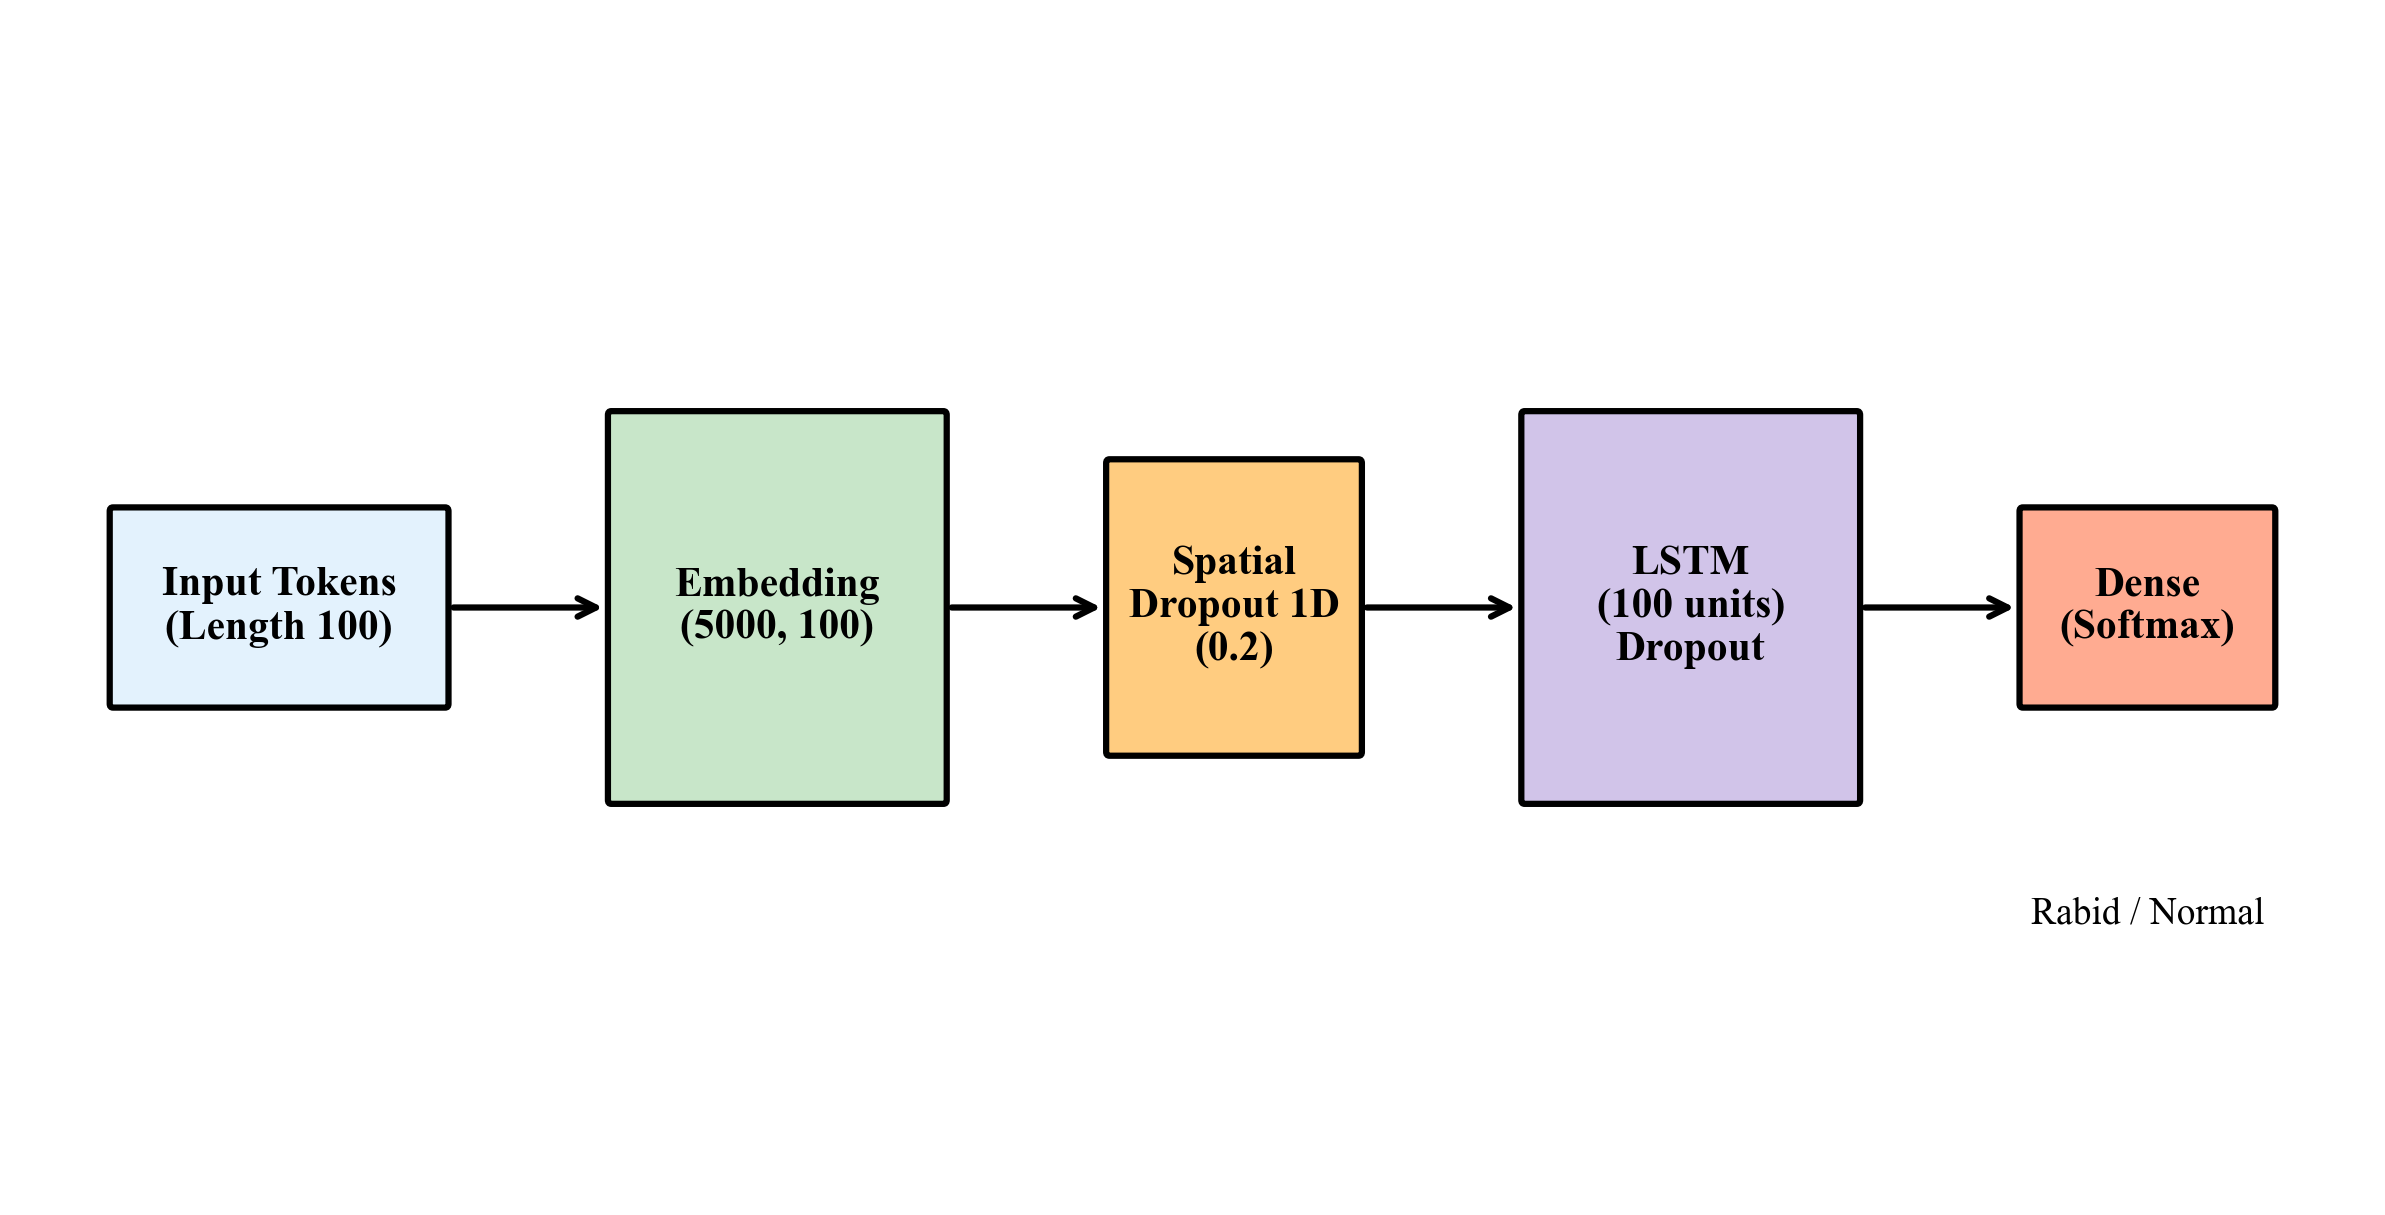 Input Tokens
(Length 100)
Embedding
(5000, 100)
Spatial
Dropout 1D
(0.2)
LSTM
(100 units)
Dropout
Dense
(Softmax)
Rabid / Normal